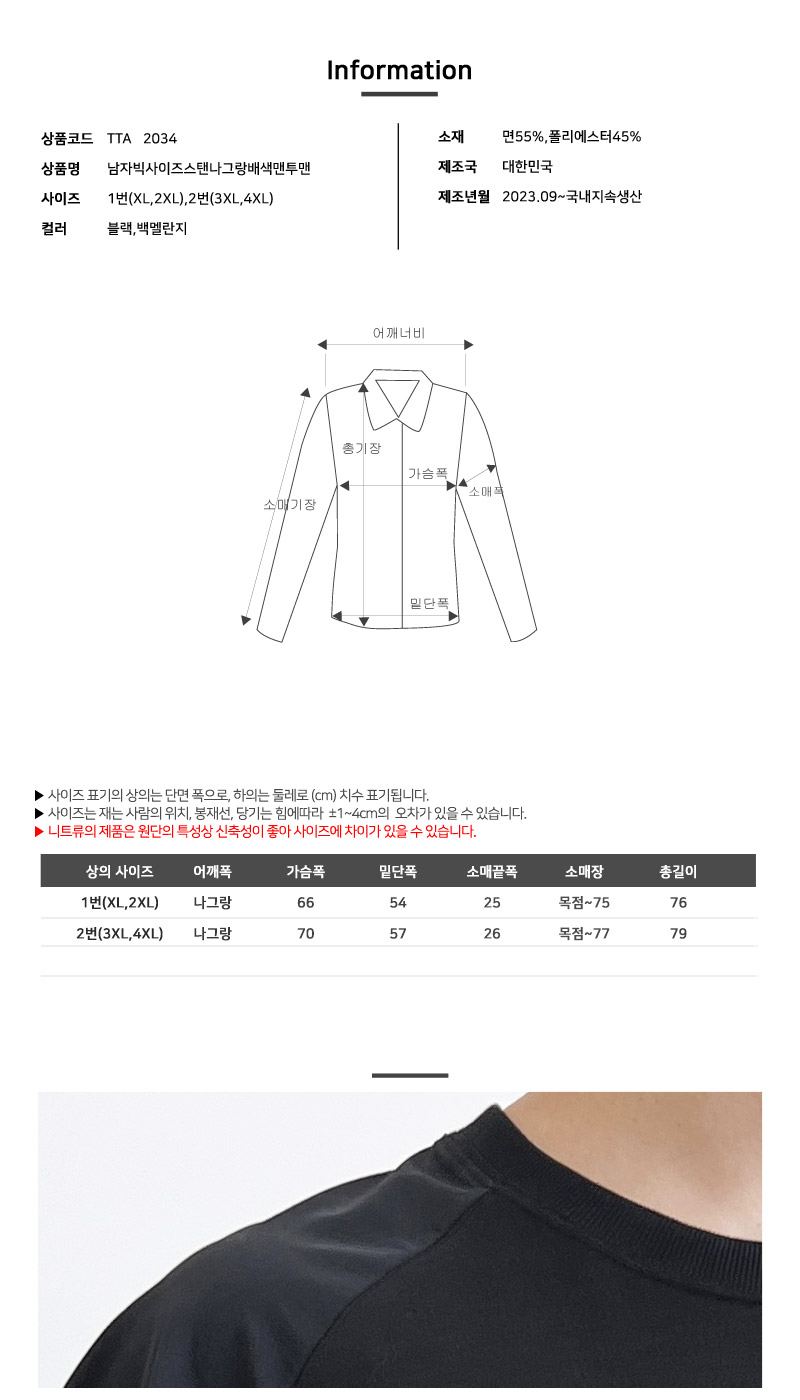 Information
상품코드 TTA 2034
상품명 남자빅사이즈스탠나그랑배색맨투맨
사이즈 1번(XL,2XL),2번(3XL,4XL)
컬러 블랙,백멜란지
소재 면55%,폴리에스터45%
제조국 대한민국
제조년월 2023.09~국내지속생산
어깨너비
총기장
가슴폭
소매폭
소매기장
밑단폭
▶ 사이즈 표기의 상의는 단면 폭으로, 하의는 둘레로 (cm) 치수 표기됩니다.
▶ 사이즈는 재는 사람의 위치, 봉재선, 당기는 힘에따라 ±1~4cm의 오차가 있을 수 있습니다.
▶ 니트류의 제품은 원단의 특성상 신축성이 좋아 사이즈에 차이가 있을 수 있습니다.
상의 사이즈 어깨폭 가슴폭 밑단폭 소매끝폭 소매장 총길이
1번(XL,2XL) 나그랑 66 54 25 목점~75 76
2번(3XL,4XL) 나그랑 70 57 26 목점~77 79